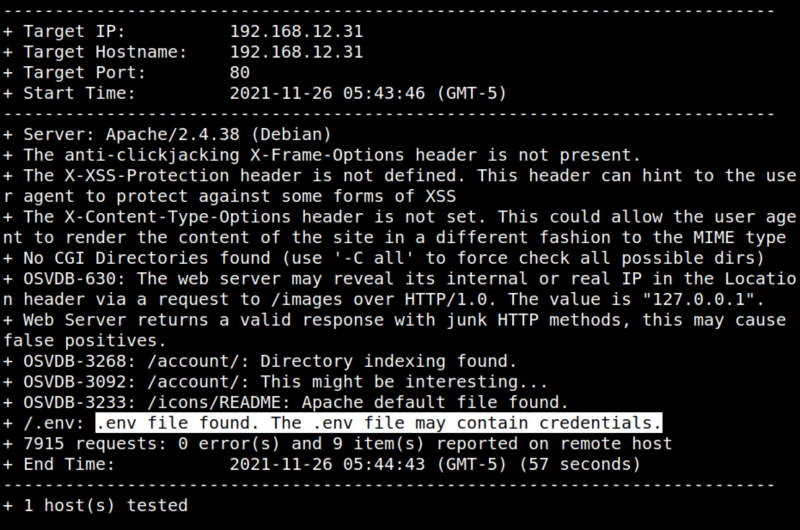 ---------------------------------------------------------------------------
+ Target IP:          192.168.12.31
+ Target Hostname:    192.168.12.31
+ Target Port:        80
+ Start Time:         2021-11-26 05:43:46 (GMT-5)
---------------------------------------------------------------------------
+ Server: Apache/2.4.38 (Debian)
+ The anti-clickjacking X-Frame-Options header is not present.
+ The X-XSS-Protection header is not defined. This header can hint to the use
r agent to protect against some forms of XSS
+ The X-Content-Type-Options header is not set. This could allow the user age
nt to render the content of the site in a different fashion to the MIME type
+ No CGI Directories found (use '-C all' to force check all possible dirs)
+ OSVDB-630: The web server may reveal its internal or real IP in the Locatio
n header via a request to /images over HTTP/1.0. The value is "127.0.0.1".
+ Web Server returns a valid response with junk HTTP methods, this may cause
false positives.
+ OSVDB-3268: /account/: Directory indexing found.
+ OSVDB-3092: /account/: This might be interesting...
+ OSVDB-3233: /icons/README: Apache default file found.
+ /.env: .env file found. The .env file may contain credentials.
+ 7915 requests: 0 error(s) and 9 item(s) reported on remote host
+ End Time:           2021-11-26 05:44:43 (GMT-5) (57 seconds)
---------------------------------------------------------------------------
+ 1 host(s) tested